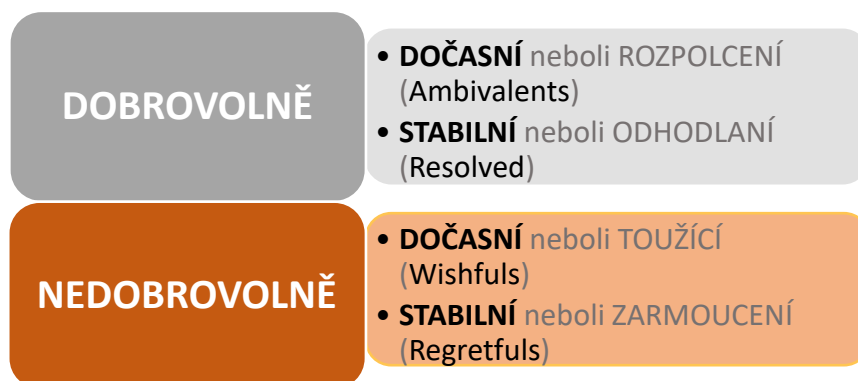 DOBROVOLNĚ
• DOČASNÍ neboli ROZPOLCENÍ
(Ambivalents)
• STABILNÍ neboli ODHODLANÍ
(Resolved)
NEDOBROVOLNĚ
• DOČASNÍ neboli TOUŽÍCÍ
(Wishfuls)
• STABILNÍ neboli ZARMOUCENÍ
(Regretfuls)